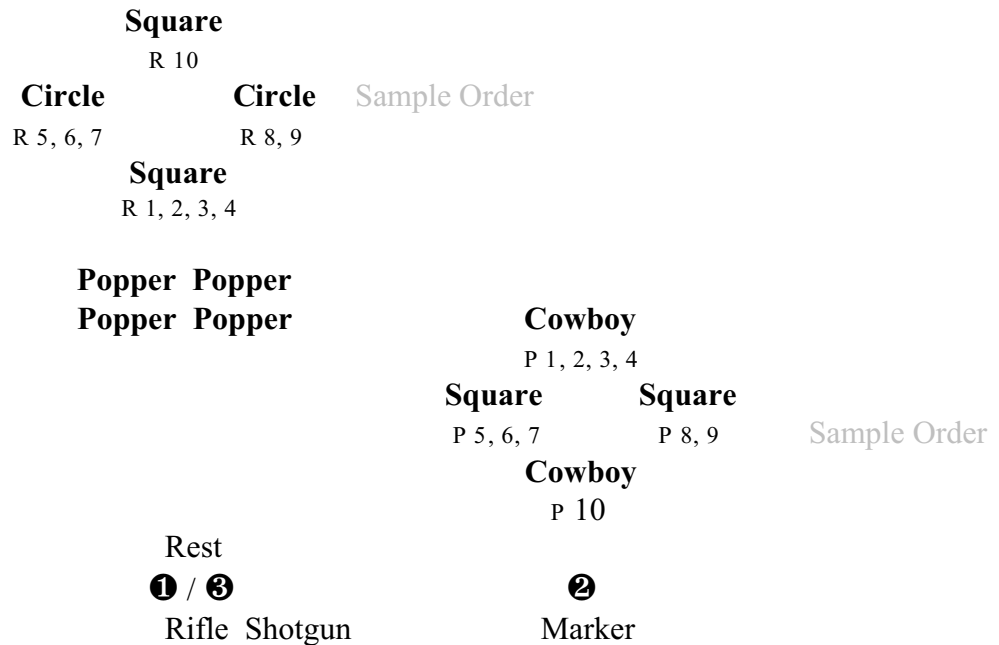 Square
R 10
Circle Circle Sample Order
R 5, 6, 7 R 8, 9
Square
R 1, 2, 3, 4
Popper Popper
Popper Popper Cowboy
P 1, 2, 3, 4
Square Square
P 5, 6, 7 P 8, 9 Sample Order
Cowboy
P 10
Rest
❶ / ❸ ❷
Rifle Shotgun Marker